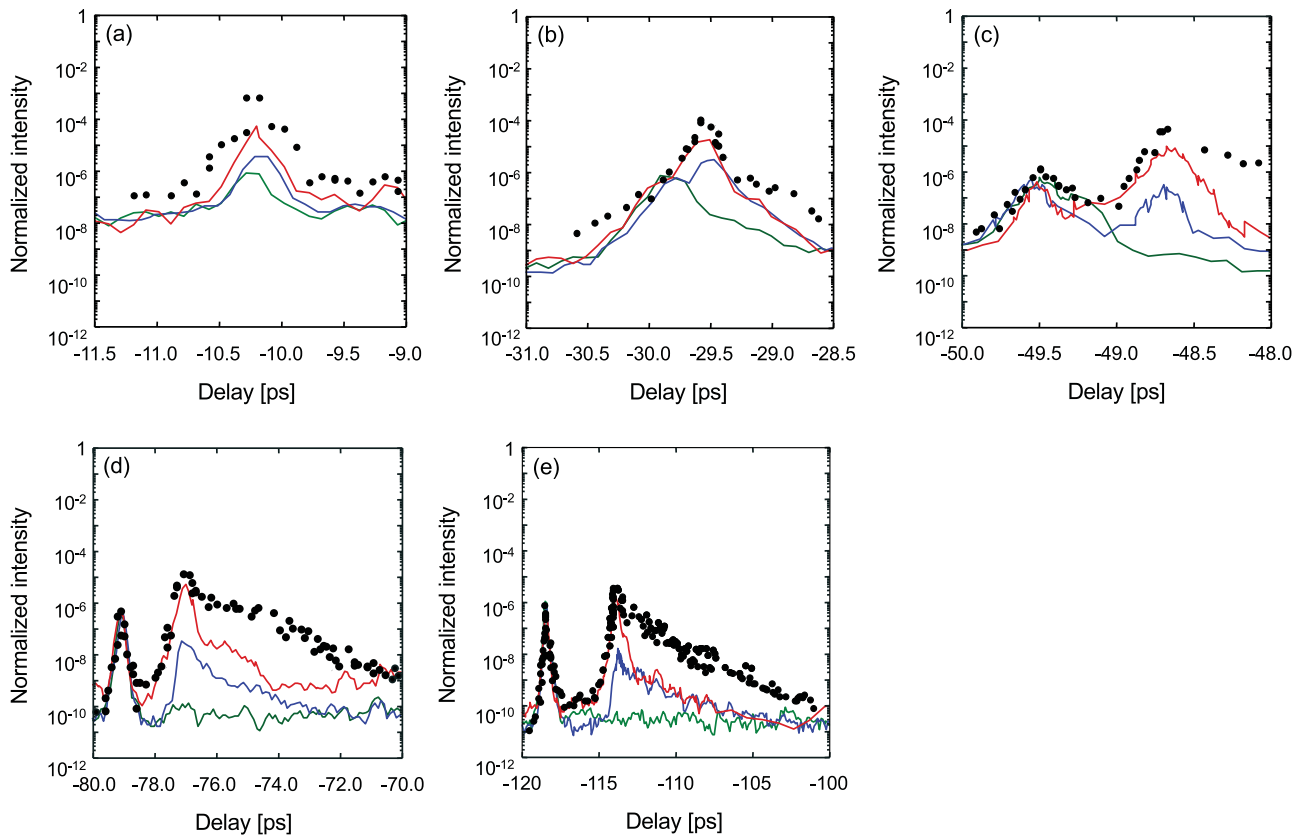 (a)
1
10-2
10-4
10-6
10-8
10-10
10-12
Normalized intensity
-11.5 -11.0 -10.5 -10.0 -9.5 -9.0
Delay [ps]
(b)
1
10-2
10-4
10-6
10-8
10-10
10-12
Normalized intensity
-31.0 -30.5 -30.0 -29.5 -29.0 -28.5
Delay [ps]
(c)
1
10-2
10-4
10-6
10-8
10-10
10-12
Normalized intensity
-50.0 -49.5 -49.0 -48.5 -48.0
Delay [ps]
(d)
1
10-2
10-4
10-6
10-8
10-10
10-12
Normalized intensity
-80.0 -78.0 -76.0 -74.0 -72.0 -70.0
Delay [ps]
(e)
1
10-2
10-4
10-6
10-8
10-10
10-12
Normalized intensity
-120 -115 -110 -105 -100
Delay [ps]